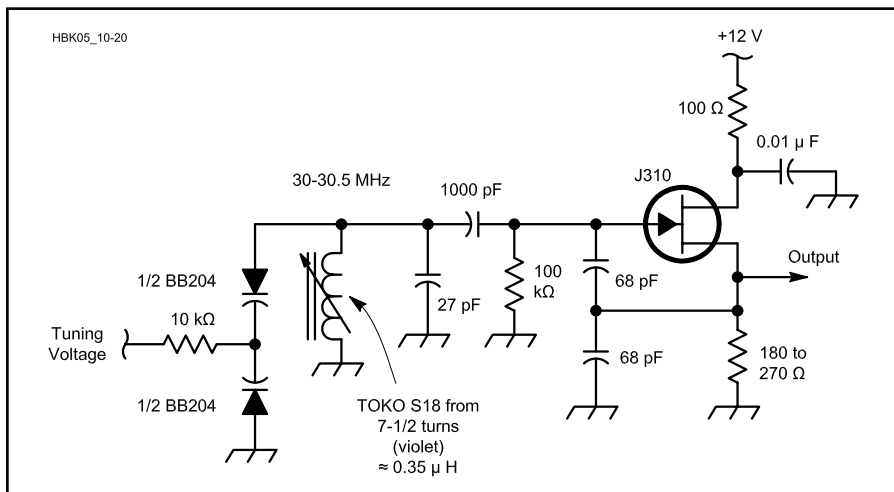 HBK05_10-20
+12 V
100 Ω
0.01 µ F
30-30.5 MHz
1000 pF
J310
1/2 BB204
10 kΩ
Tuning
Voltage
1/2 BB204
27 pF
100
kΩ
68 pF
68 pF
Output
180 to
270 Ω
TOKO S18 from
7-1/2 turns
(violet)
≈ 0.35 µ H